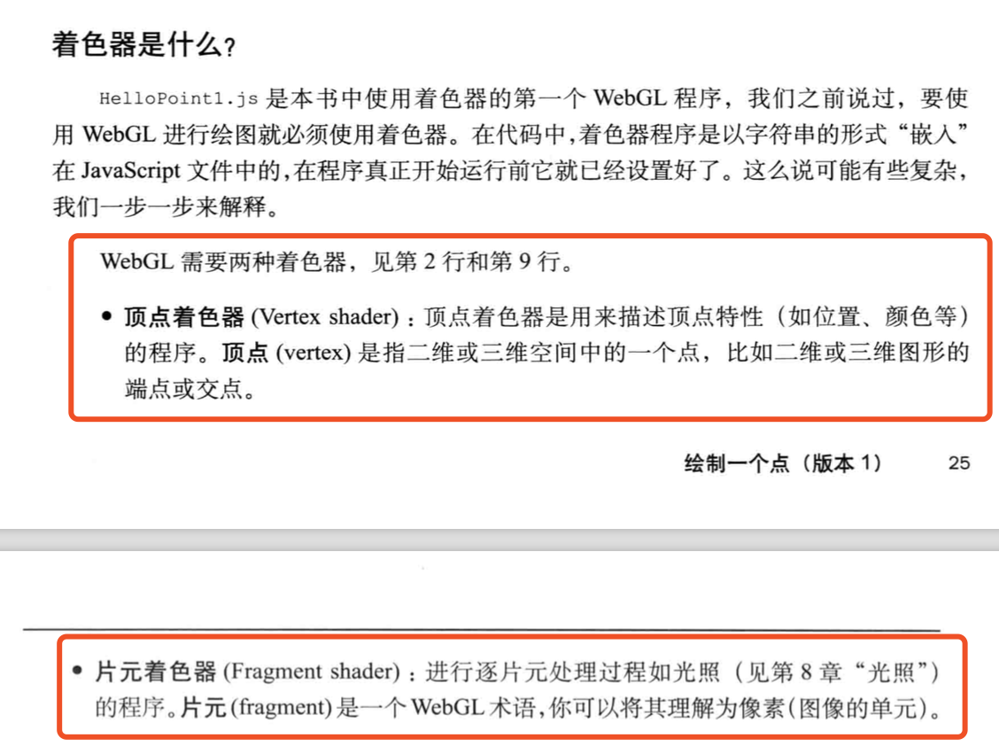 着色器是什么?
HelloPoint1.js 是本书中使用着色器的第一个 WebGL 程序，我们之前说过，要使
用 WebGL 进行绘图就必须使用着色器。在代码中,着色器程序是以字符串的形式“嵌入”
在 JavaScript 文件中的,在程序真正开始运行前它就已经设置好了。这么说可能有些复杂，
我们一步一步来解释。
WebGL 需要两种着色器，见第 2 行和第 9 行。
• 顶点着色器 (Vertex shader)：顶点着色器是用来描述顶点特性（如位置、颜色等）
的程序。顶点 (vertex) 是指二维或三维空间中的一个点，比如二维或三维图形的
端点或交点。
绘制一个点（版本 1） 25
• 片元着色器 (Fragment shader)：进行逐片元处理过程如光照（见第 8 章“光照”）
的程序。片元 (fragment) 是一个 WebGL 术语,你可以将其理解为像素(图像的单元)。